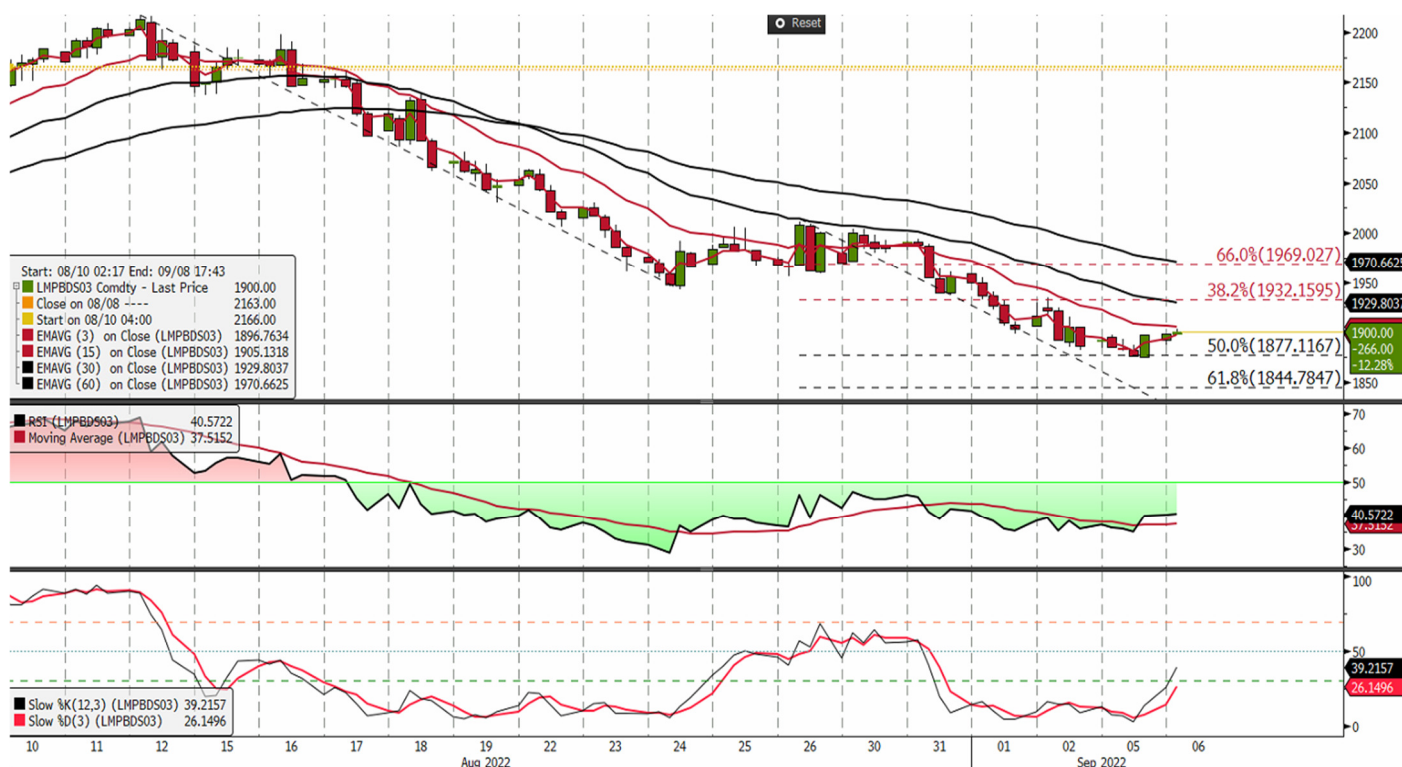 Reset
2200
2150
2100
2050
2000
1950
1850
66.0%(1969.027)
38.2%(1932.1595)
50.0%(1877.1167)
61.8%(1844.7847)
1970.6625
1929.8037
1900.00
-266.00
-12.28%
Start: 08/10 02:17 End: 09/08 17:43
LMPBDS03 Comdty - Last Price 1900.00
Close on 08/08 ---- 2163.00
Start on 08/10 04:00 2166.00
EMAVG (3) on Close (LMPBDS03) 1896.7634
EMAVG (15) on Close (LMPBDS03) 1905.1318
EMAVG (30) on Close (LMPBDS03) 1929.8037
EMAVG (60) on Close (LMPBDS03) 1970.6625
RSI (LMPBDS03) 40.5722
Moving Average (LMPBDS03) 37.5152
70
60
50
40.5722
37.5152
30
Slow %K(12,3) (LMPBDS03) 39.2157
Slow %D(3) (LMPBDS03) 26.1496
100
50
39.2157
26.1496
0
10 11 12 15 16 17 18 19 22 23 24 25 26 30 31 01 02 05 06
Aug 2022 Sep 2022